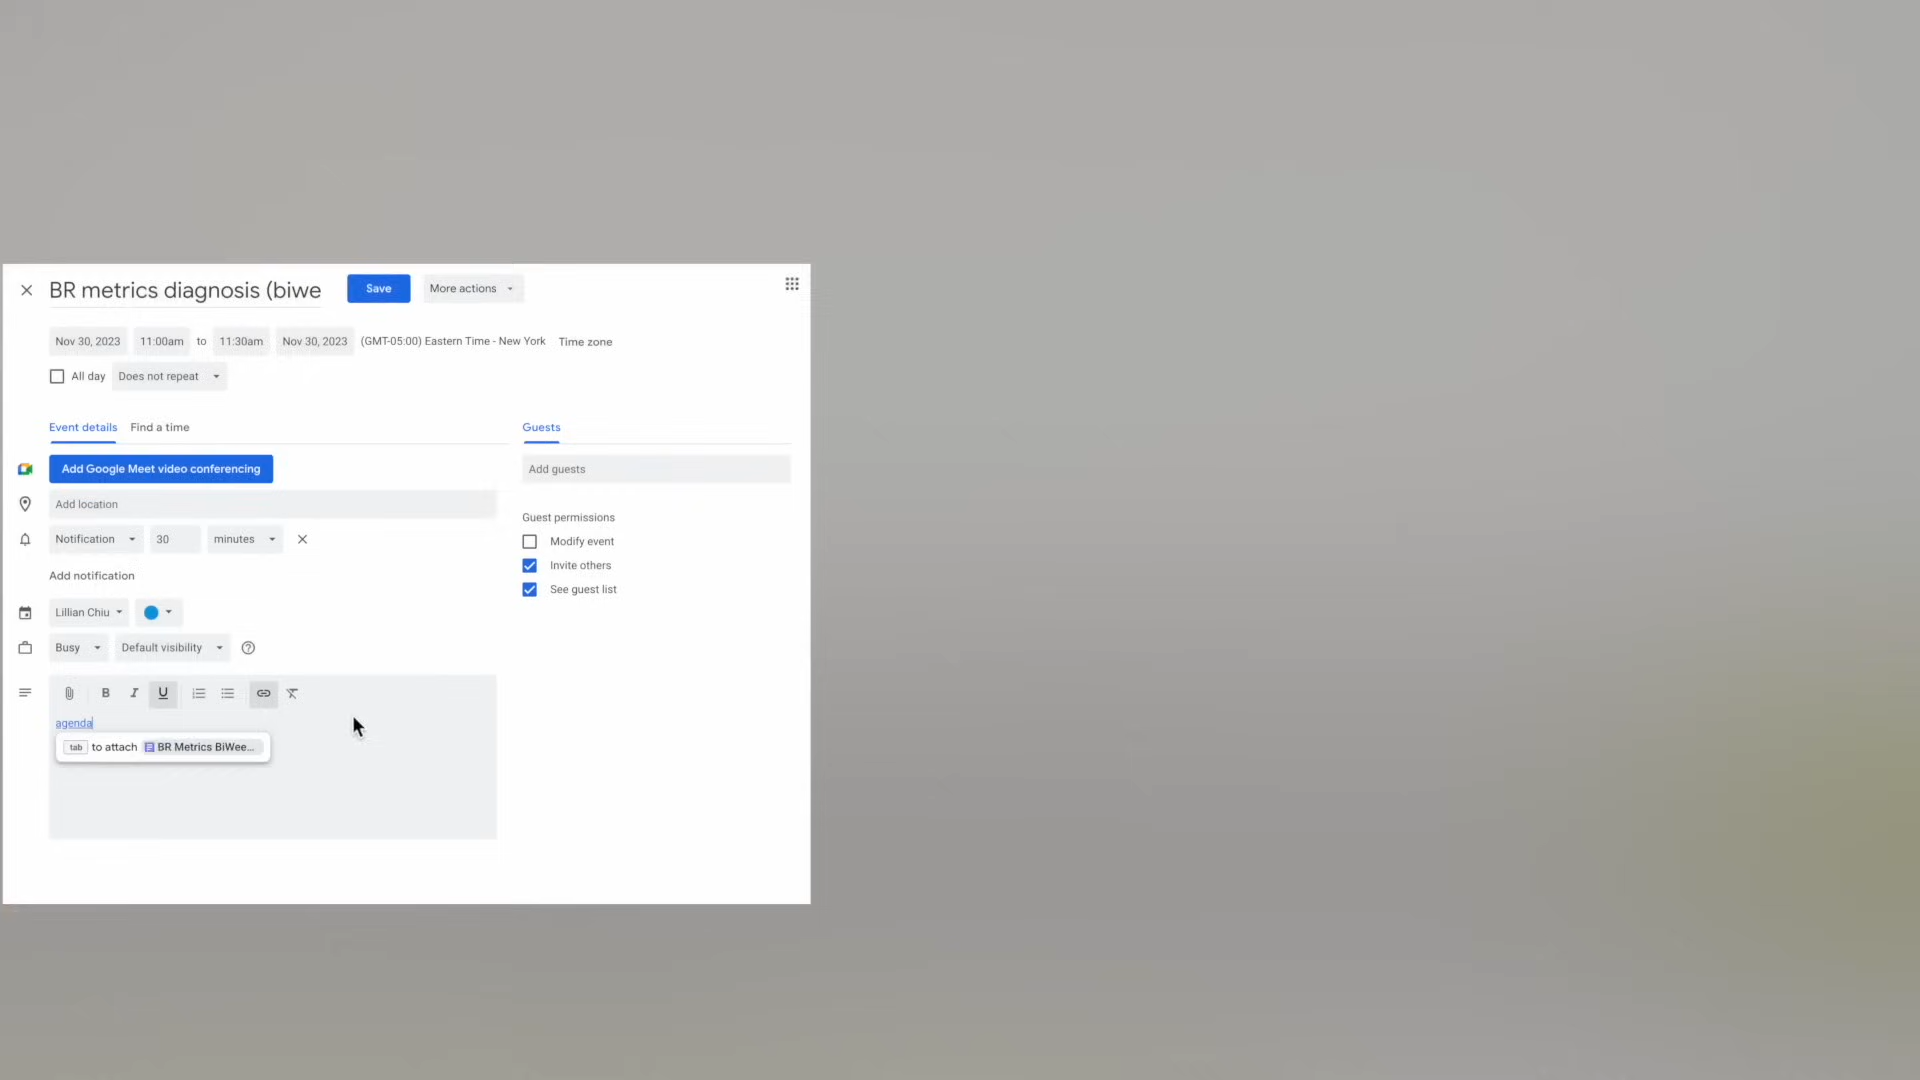 BR metrics diagnosis (biwe
Save
More actions
Nov 30, 2023 11:00am to 11:30am Nov 30, 2023 (GMT-05:00) Eastern Time - New York Time zone
All day Does not repeat
Event details Find a time
Guests
Add Google Meet video conferencing
Add guests
Add location
Guest permissions
Notification 30 minutes
Modify event
Invite others
Add notification
See guest list
Lillian Chiu
Busy Default visibility
B I U
agenda
tab to attach BR Metrics BiWee...